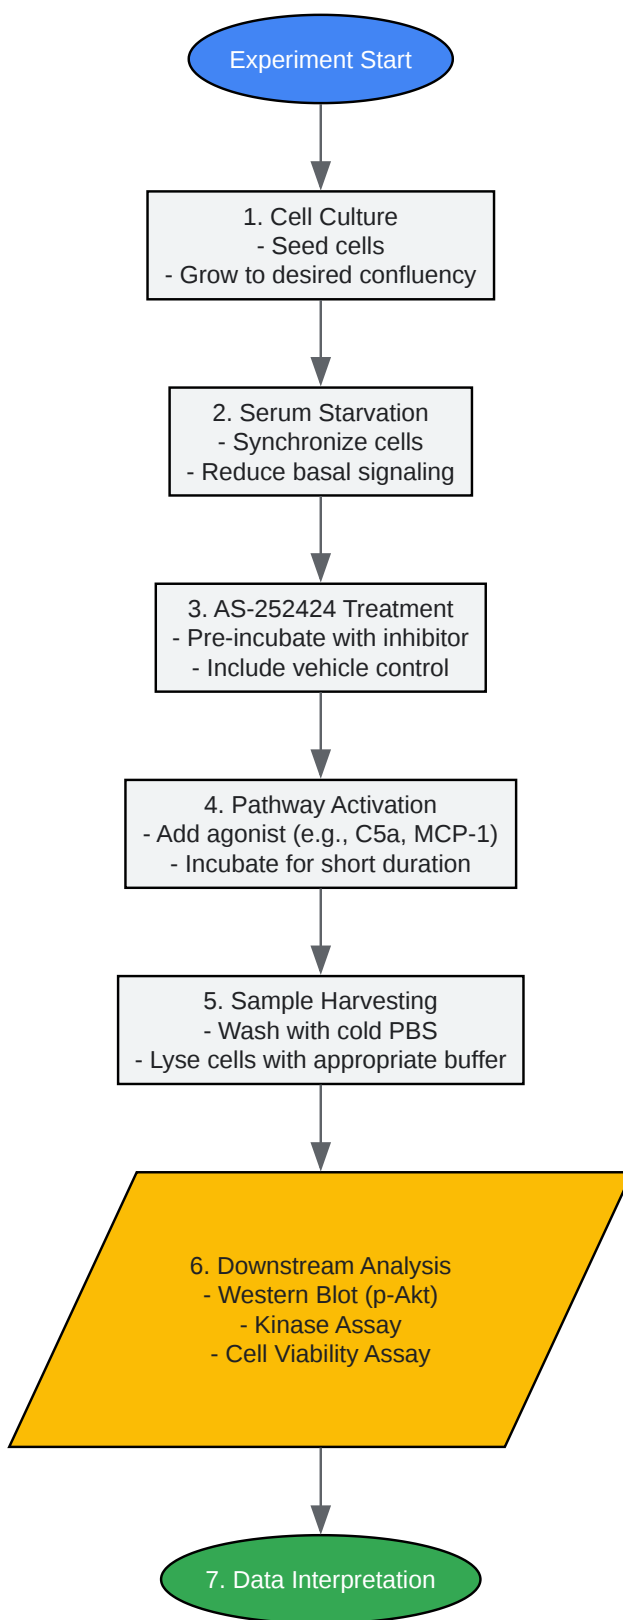 Experiment Start
1. Cell Culture
- Seed cells
- Grow to desired confluency
2. Serum Starvation
- Synchronize cells
- Reduce basal signaling
3. AS-252424 Treatment
- Pre-incubate with inhibitor
- Include vehicle control
4. Pathway Activation
- Add agonist (e.g., C5a, MCP-1)
- Incubate for short duration
5. Sample Harvesting
- Wash with cold PBS
- Lyse cells with appropriate buffer
6. Downstream Analysis
- Western Blot (p-Akt)
- Kinase Assay
- Cell Viability Assay
7. Data Interpretation